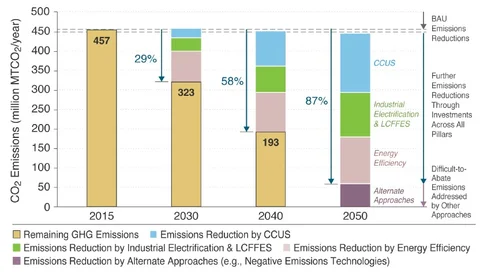 500
450
400
350
300
250
200
150
100
50
0
CO2 Emissions (million MTCO2/year)
457
29%
323
58%
193
87%
CCUS
Industrial
Electrification
& LCFFES
Energy
Efficiency
Alternate
Approaches
BAU
Emissions
Reductions
Further
Emissions
Reductions
Through
Investments
Across All
Pillars
Difficult-to-
Abate
Emissions
Addressed
by Other
Approaches
2015
2030
2040
2050
Remaining GHG Emissions
Emissions Reduction by CCUS
Emissions Reduction by Industrial Electrification & LCFFES
Emissions Reduction by Energy Efficiency
Emissions Reduction by Alternate Approaches (e.g., Negative Emissions Technologies)